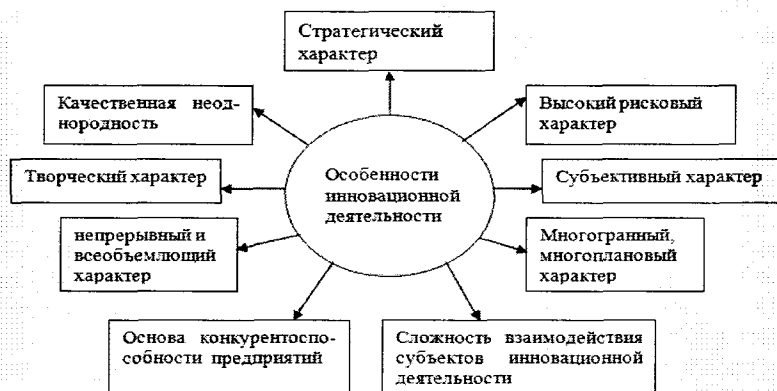 Стратегический
характер
Качественная неод-
нородность
Высокий рисковый
характер
Творческий характер
Особенности
инновационной
деятельности
Субъективный характер
непрерывный и
всеобъемлющий
характер
Многогранный,
многоплановый
характер
Основа конкурентоспо-
собности предприятий
Сложность взаимодействия
субъектов инновационной
деятельности